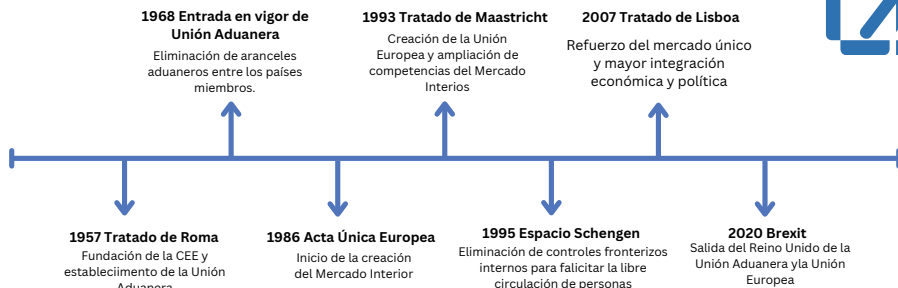 1968 Entrada en vigor de
Unión Aduanera
Eliminación de aranceles
aduaneros entre los países
miembros.
1993 Tratado de Maastricht
Creación de la Unión
Europea y ampliación de
competencias del Mercado
Interios
2007 Tratado de Lisboa
Refuerzo del mercado único
y mayor integración
económica y política
1957 Tratado de Roma
Fundación de la CEE y
estableciimento de la Unión
Aduanera
1986 Acta Única Europea
Inicio de la creación
del Mercado Interior
1995 Espacio Schengen
Eliminación de controles fronterizos
internos para falicitar la libre
circulación de personas
2020 Brexit
Salida del Reino Unido de la
Unión Aduanera yla Unión
Europea